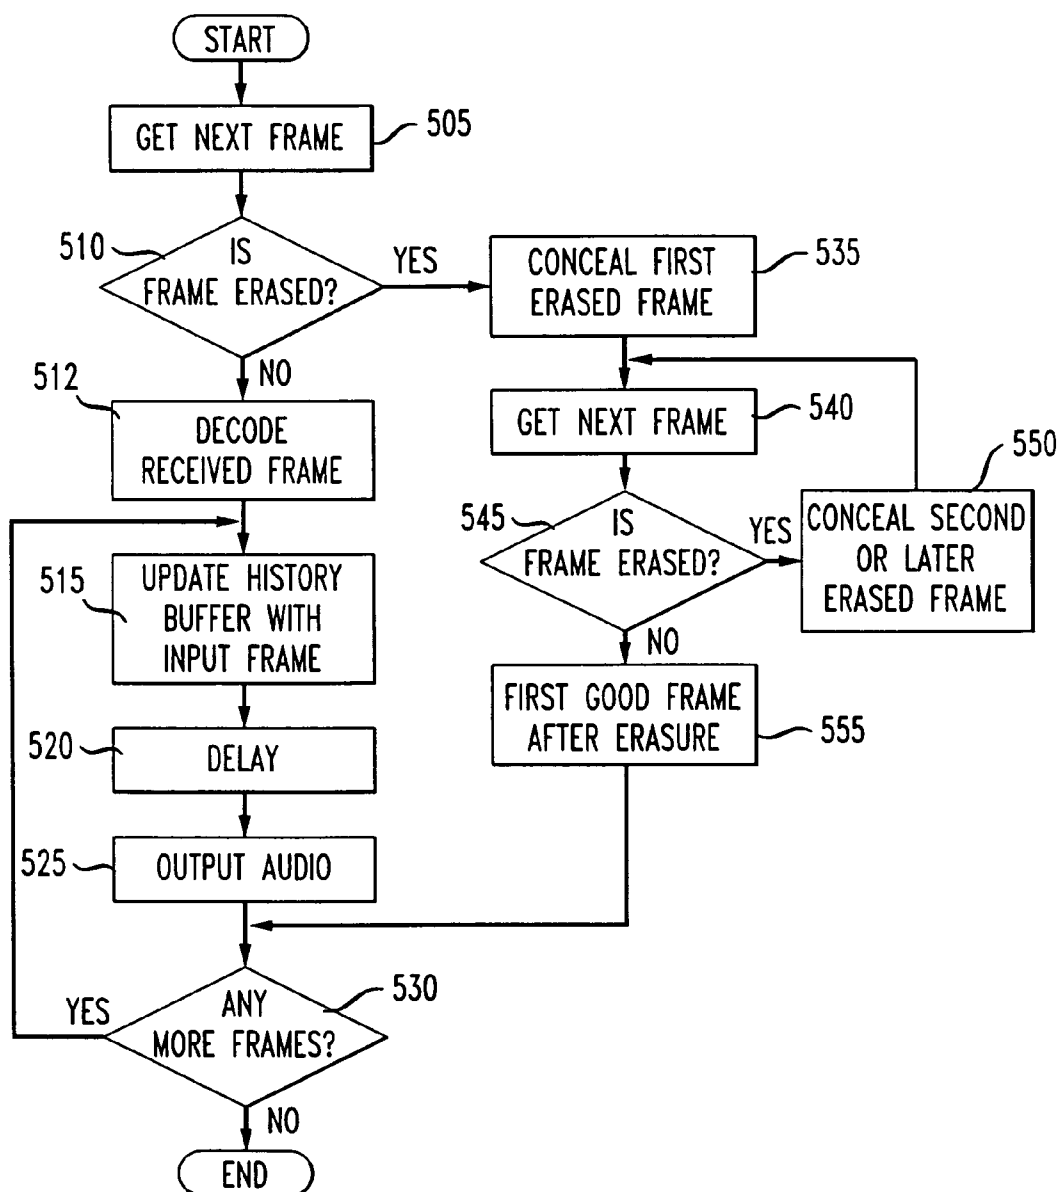 START
GET NEXT FRAME
505
510
IS
FRAME ERASED?
YES
NO
CONCEAL FIRST
ERASED FRAME
535
512
DECODE
RECEIVED FRAME
GET NEXT FRAME
540
545
IS
FRAME ERASED?
YES
NO
550
CONCEAL SECOND
OR LATER
ERASED FRAME
515
UPDATE HISTORY
BUFFER WITH
INPUT FRAME
FIRST GOOD FRAME
AFTER ERASURE
555
520
DELAY
525
OUTPUT AUDIO
530
ANY
MORE FRAMES?
YES
NO
END